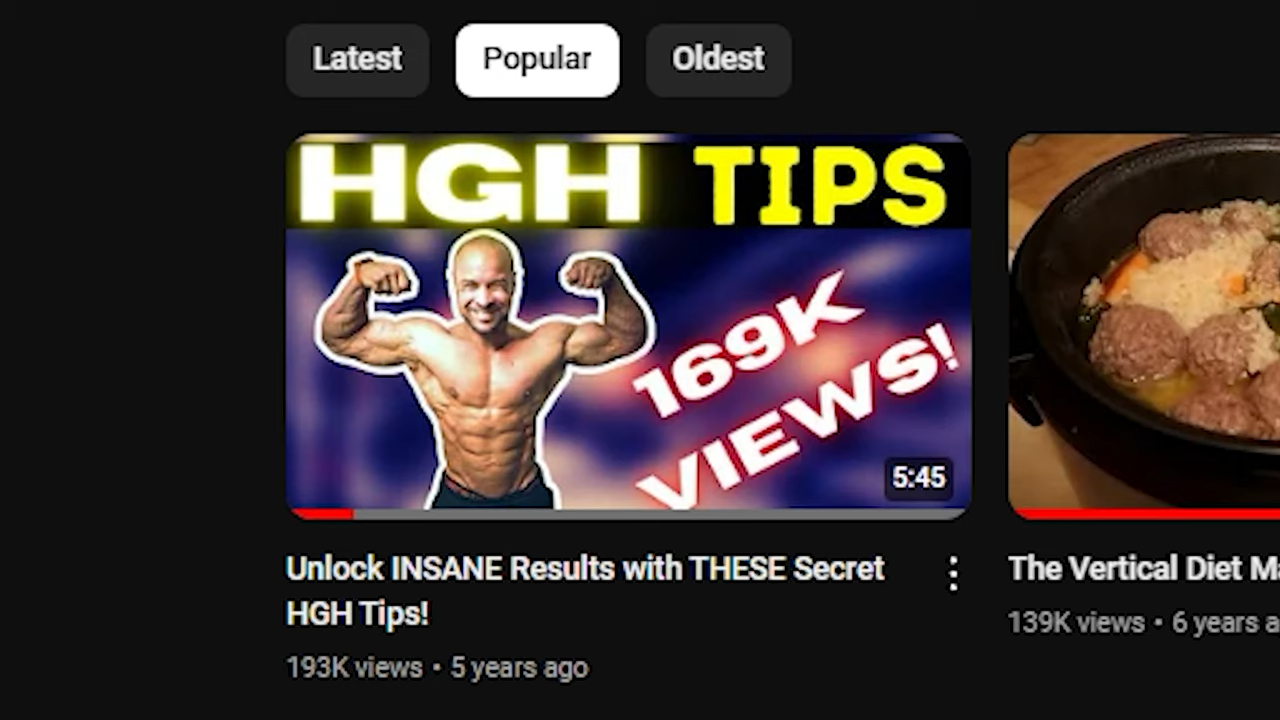 Latest
Popular
Oldest
HGH TIPS
169K
VIEWS!
5:45
Unlock INSANE Results with THESE Secret
HGH Tips!
193K views • 5 years ago
The Vertical Diet
139K views • 6 years